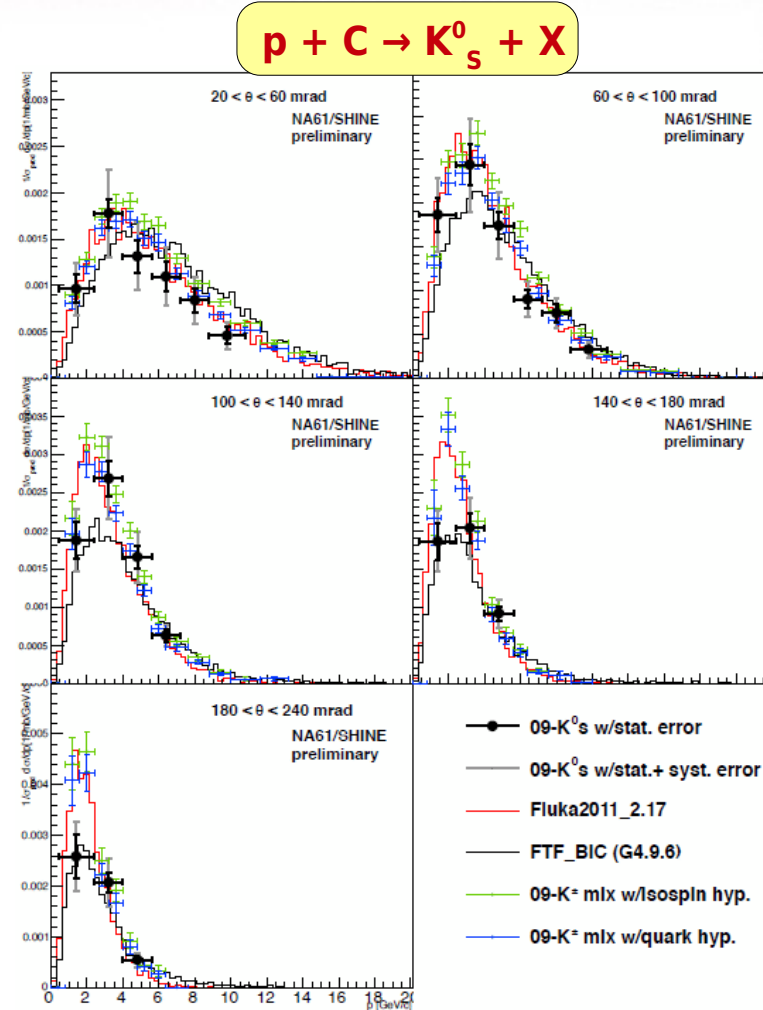 p + C → K⁰S + X
20 < θ < 60 mrad
NA61/SHINE
preliminary
0.003
0.002
0.0015
0.001
0.0005
60 < θ < 100 mrad
NA61/SHINE
preliminary
100 < θ < 140 mrad
NA61/SHINE
preliminary
0.0035
0.003
0.0025
0.002
0.0015
0.001
0.0005
140 < θ < 180 mrad
NA61/SHINE
preliminary
180 < θ < 240 mrad
NA61/SHINE
preliminary
0.005
0.004
0.003
0.002
0.001
0
0 2 4 6 8 10 12 14 16 18
p [GeV/c]
09-K⁰s w/stat. error
09-K⁰s w/stat.+ syst. error
Fluka2011_2.17
FTF_BIC (G4.9.6)
09-K± mix w/isospin hyp.
09-K± mix w/quark hyp.